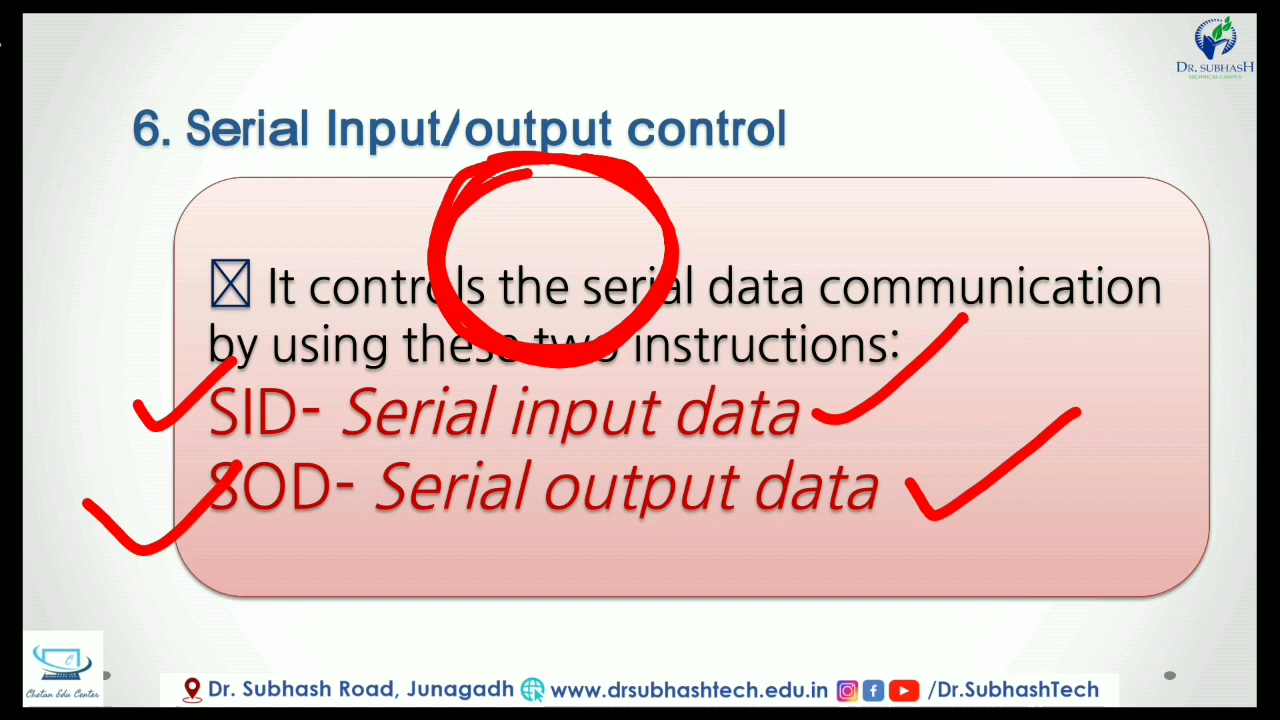 DR. SUBHASH
TECHNICAL CAMPUS
6. Serial Input/output control
It controls the serial data communication
by using these two instructions:
SID- Serial input data
SOD- Serial output data
Chetan Edu Center
Dr. Subhash Road, Junagadh www.drsubhashtech.edu.in /Dr.SubhashTech